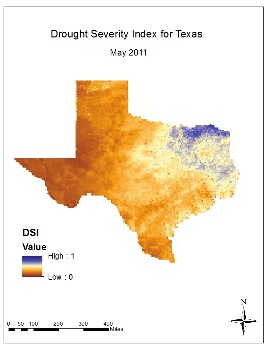 Drought Severity Index for Texas
May 2011
DSI
Value
High : 1
Low : 0
0 50 100 200 300 400
Miles
N